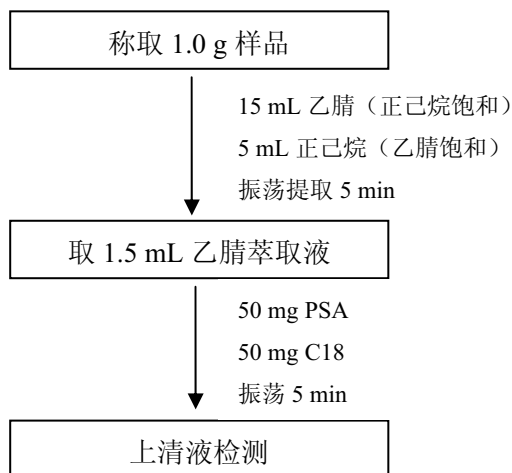 称取 1.0 g 样品
15 mL 乙腈（正己烷饱和）
5 mL 正己烷（乙腈饱和）
振荡提取 5 min
取 1.5 mL 乙腈萃取液
50 mg PSA
50 mg C18
振荡 5 min
上清液检测